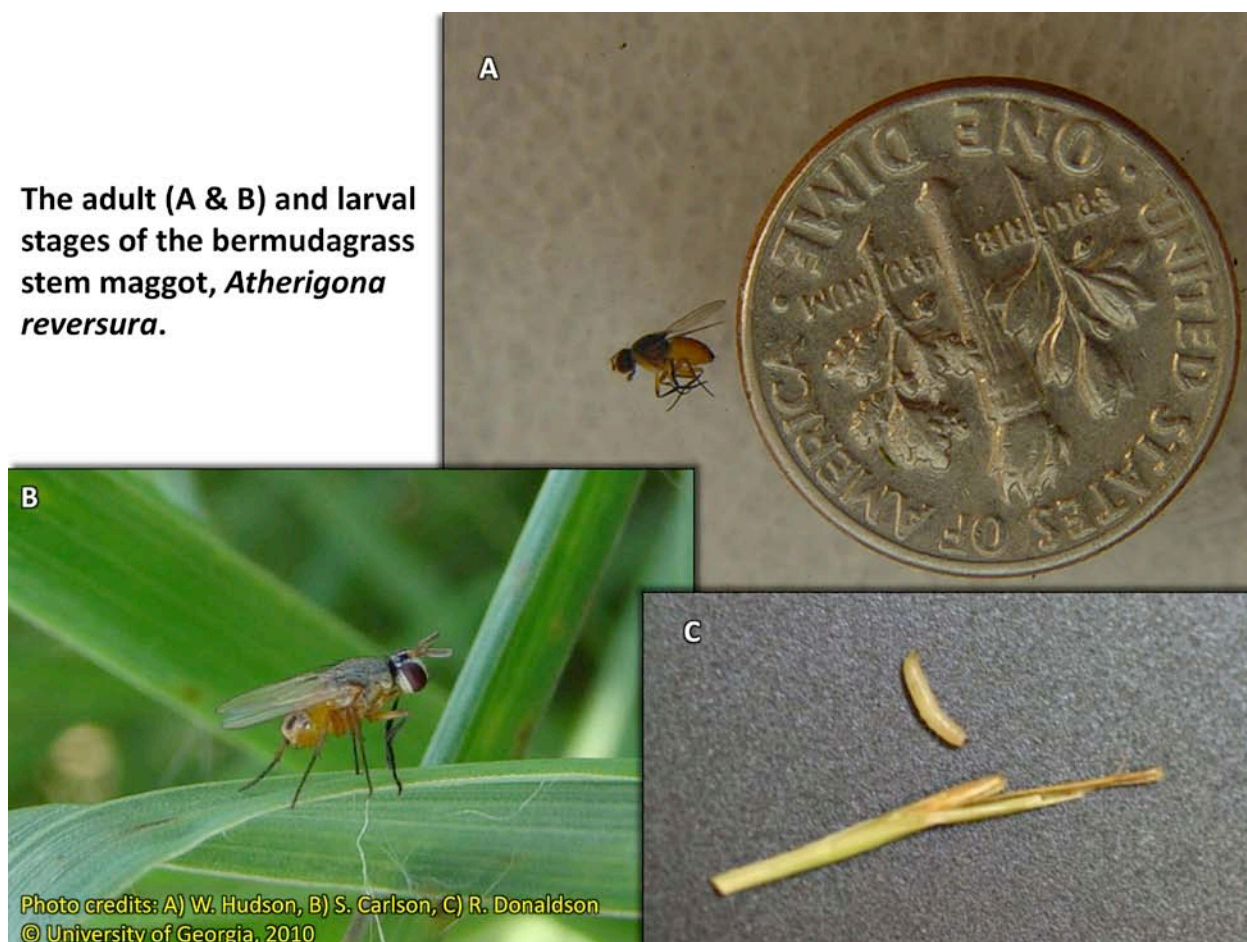 The adult (A & B) and larval
stages of the bermudagrass
stem maggot, Atherigona
reversura.
A
ONE DIME
UNITED STATES OF AMERICA
PLURIBUS
UNUM
B
C
Photo credits: A) W. Hudson, B) S. Carlson, C) R. Donaldson
© University of Georgia, 2010